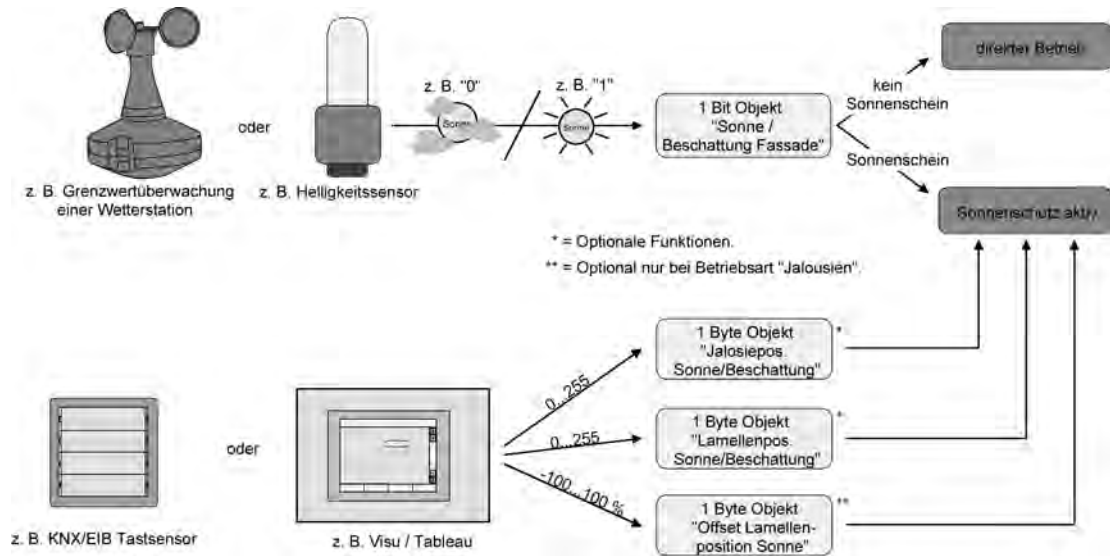 z. B. "0"
z. B. "1"
direkter Betrieb
kein
Sonnenschein
oder
Sonne
Sonne
1 Bit Objekt
"Sonne /
Beschattung Fassade"
Sonnenschein
z. B. Grenzwertüberwachung
einer Wetterstation
z. B. Helligkeitssensor
Sonnenschutz aktiv
* = Optionale Funktionen.
** = Optional nur bei Betriebsart "Jalousien".
1 Byte Objekt
"Jalosiepos.
Sonne/Beschattung"
*
0...255
oder
0...255
1 Byte Objekt
"Lamellenpos.
Sonne/Beschattung"
*
-100...100 %
1 Byte Objekt
"Offset Lamellen-
position Sonne"
**
z. B. KNX/EIB Tastsensor
z. B. Visu / Tableau